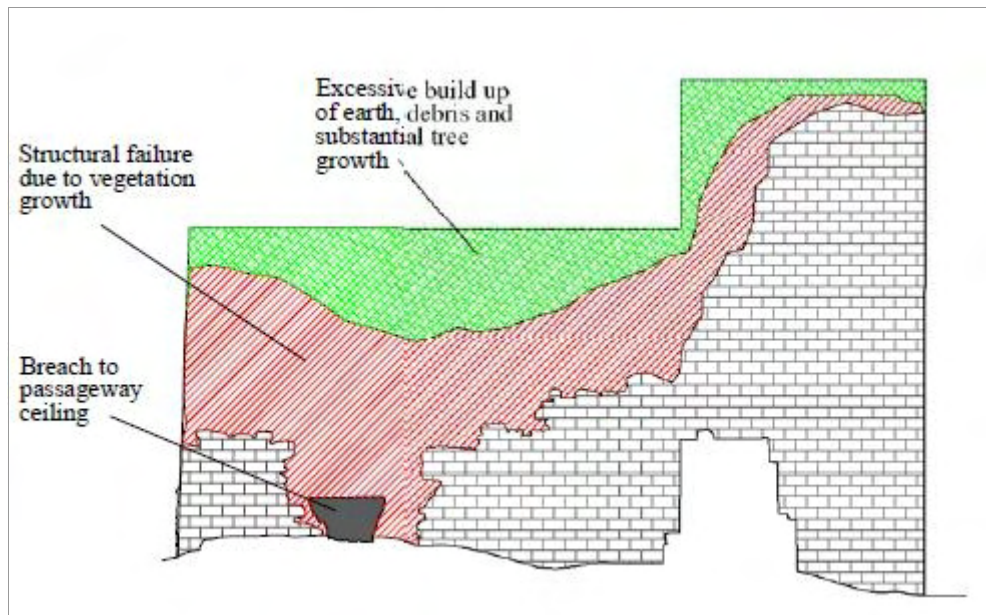 Excessive build up
of earth, debris and
substantial tree
growth
Structural failure
due to vegetation
growth
Breach to
passageway
ceiling